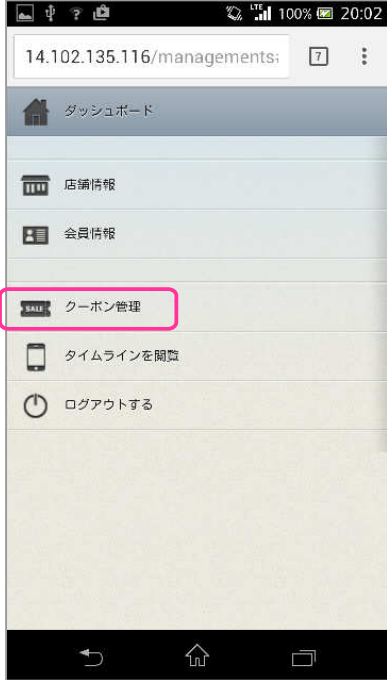 LTE 100% 20:02
14.102.135.116/managements
7
ダッシュボード
店舗情報
会員情報
SALE クーポン管理
タイムラインを閲覧
ログアウトする